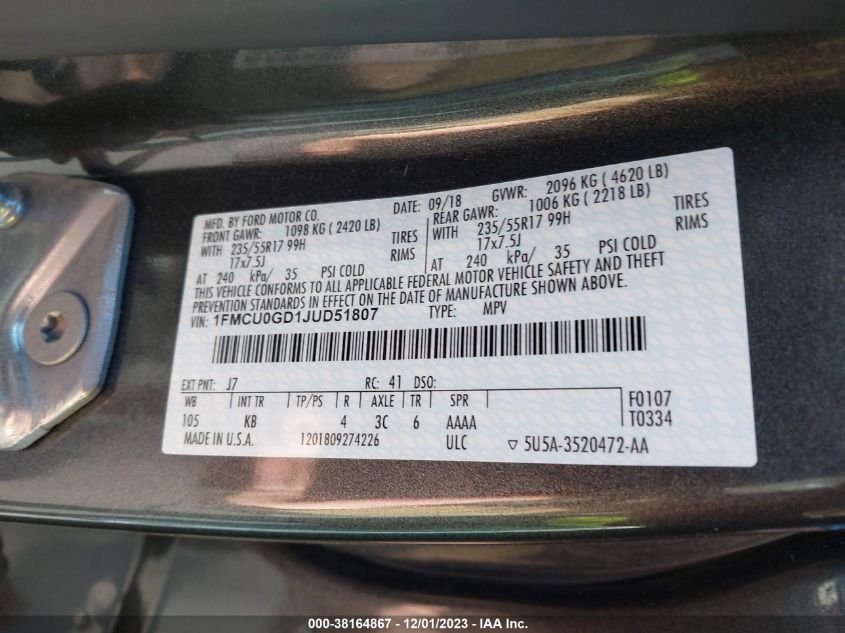 MFD. BY FORD MOTOR CO. DATE: 09/18 GVWR: 2096 KG ( 4620 LB)
FRONT GAWR: 1098 KG ( 2420 LB) REAR GAWR: 1006 KG ( 2218 LB)
WITH 235/55R17 99H TIRES WITH 235/55R17 99H TIRES
17x7.5J RIMS 17x7.5J RIMS
AT 240 kPa/ 35 PSI COLD AT 240 kPa/ 35 PSI COLD
THIS VEHICLE CONFORMS TO ALL APPLICABLE FEDERAL MOTOR VEHICLE SAFETY AND THEFT
PREVENTION STANDARDS IN EFFECT ON THE DATE OF MANUFACTURE SHOWN ABOVE.
VIN: 1FMCU0GD1JUD51807 TYPE: MPV
EXT PNT: J7 RC: 41 DSO:
WB INT TR TP/PS R AXLE TR SPR F0107
105 KB 4 3C 6 AAAA T0334
MADE IN U.S.A. 1201809274226 ULC ▽ 5U5A-3520472-AA
000-38164867 - 12/01/2023 - IAA Inc.